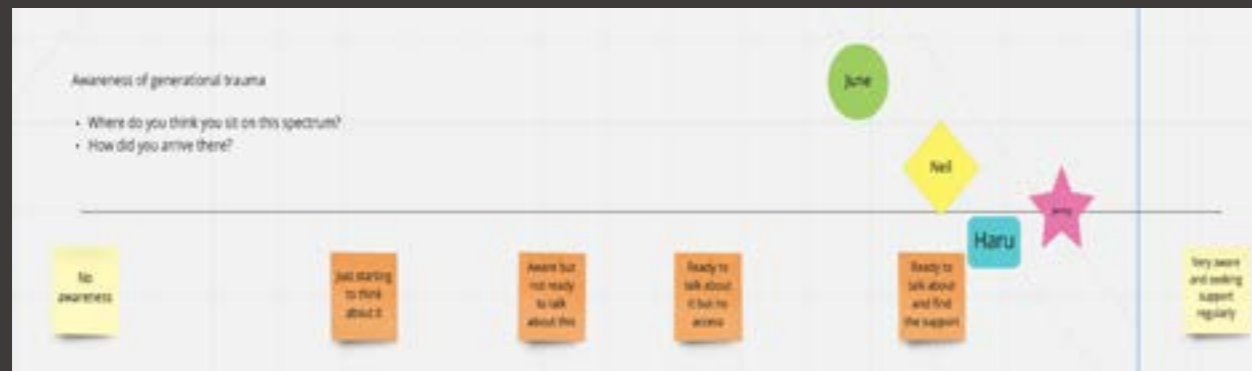 Awareness of generational trauma
• Where do you think you sit on this spectrum?
• How did you arrive there?
June
Neil
Haru
No
awareness
Just starting
to think
about it
Aware but
not ready
to talk
about this
Ready to
talk about
it but no
access
Ready to
talk about
and find
the support
Very aware
and seeking
support
regularly